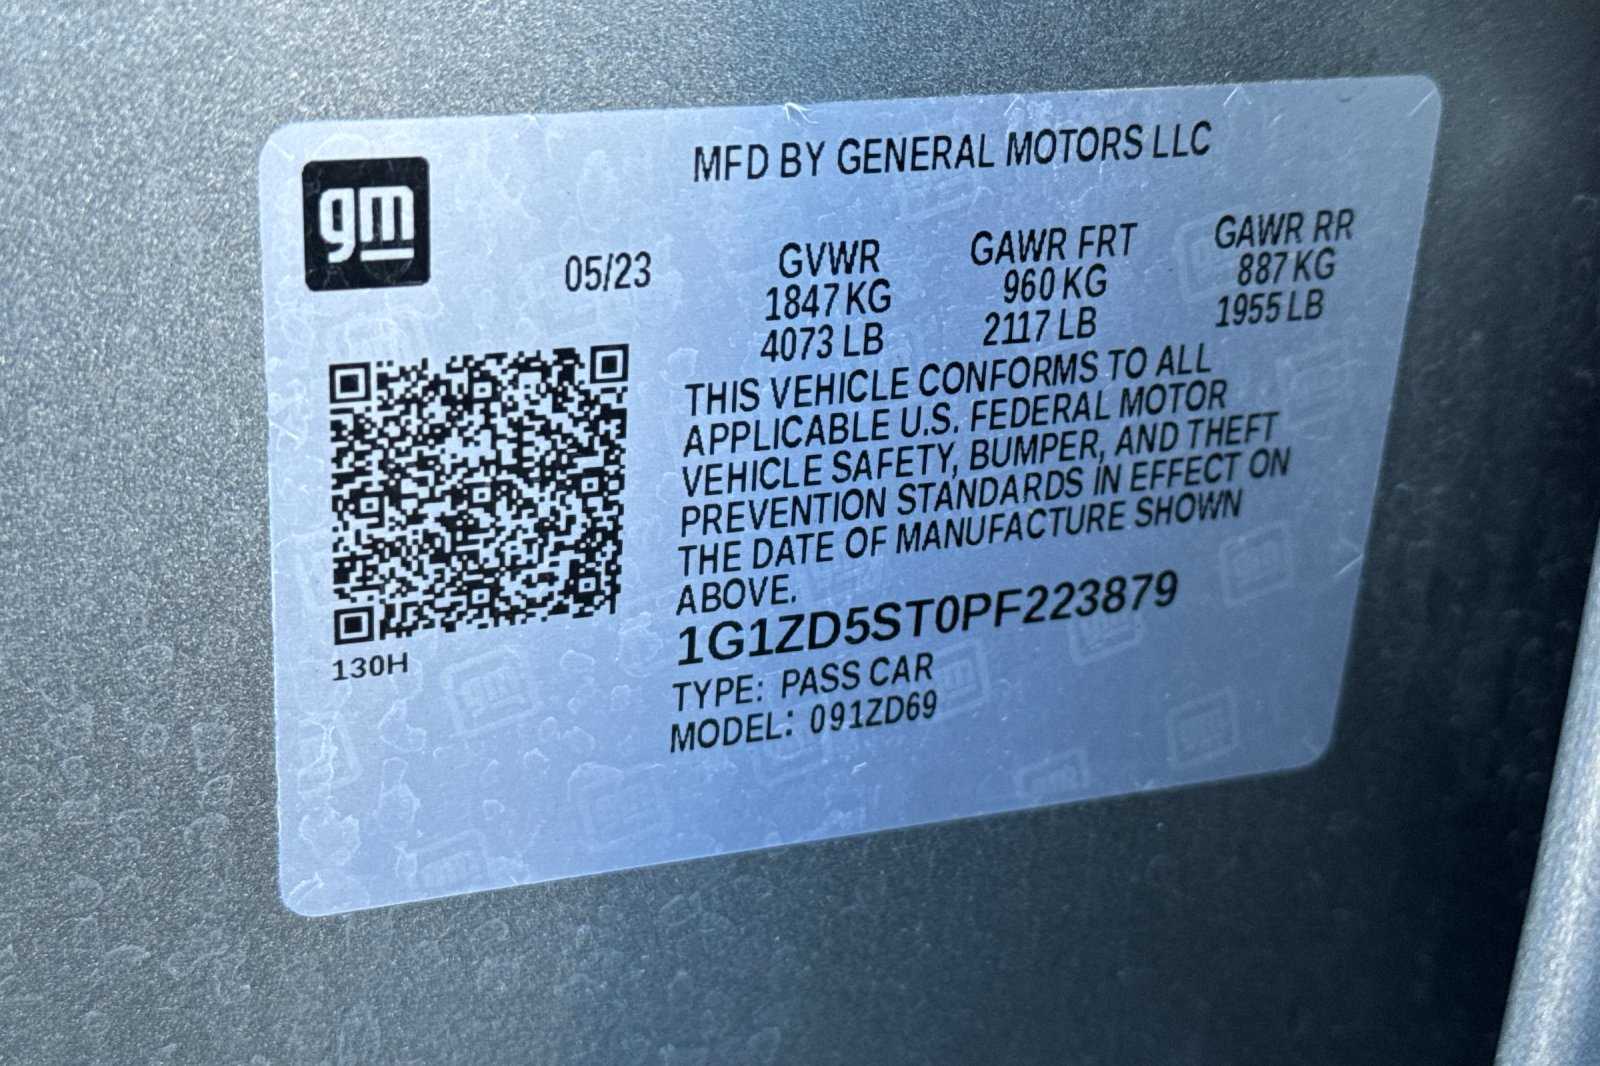 gm
MFD BY GENERAL MOTORS LLC
05/23
GVWR
1847 KG
4073 LB
GAWR FRT
960 KG
2117 LB
GAWR RR
887 KG
1955 LB
THIS VEHICLE CONFORMS TO ALL
APPLICABLE U.S. FEDERAL MOTOR
VEHICLE SAFETY, BUMPER, AND THEFT
PREVENTION STANDARDS IN EFFECT ON
THE DATE OF MANUFACTURE SHOWN
ABOVE.
1G1ZD5ST0PF223879
TYPE: PASS CAR
MODEL: 091ZD69
130H